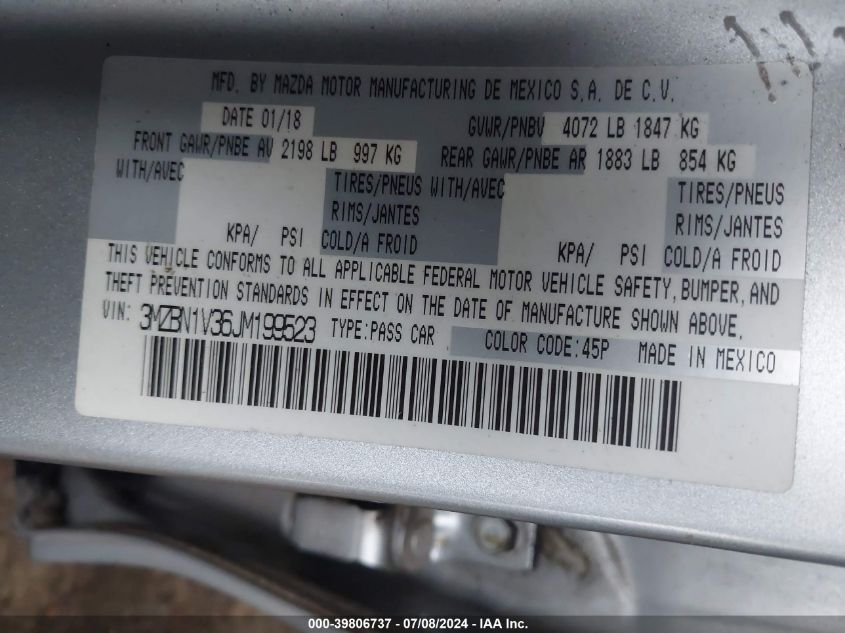 MFD. BY MAZDA MOTOR MANUFACTURING DE MEXICO S.A. DE C.V.
DATE 01/18 GVWR/PNBV 4072 LB 1847 KG
FRONT GAWR/PNBE AV 2198 LB 997 KG REAR GAWR/PNBE AR 1883 LB 854 KG
WITH/AVEC TIRES/PNEUS WITH/AVEC TIRES/PNEUS
RIMS/JANTES RIMS/JANTES
KPA/ PSI COLD/A FROID KPA/ PSI COLD/A FROID
THIS VEHICLE CONFORMS TO ALL APPLICABLE FEDERAL MOTOR VEHICLE SAFETY, BUMPER, AND
THEFT PREVENTION STANDARDS IN EFFECT ON THE DATE OF MANUFACTURE SHOWN ABOVE.
VIN: 3MZBN1V36JM199523 TYPE:PASS CAR COLOR CODE:45P MADE IN MEXICO
000-39806737 - 07/08/2024 - IAA Inc.